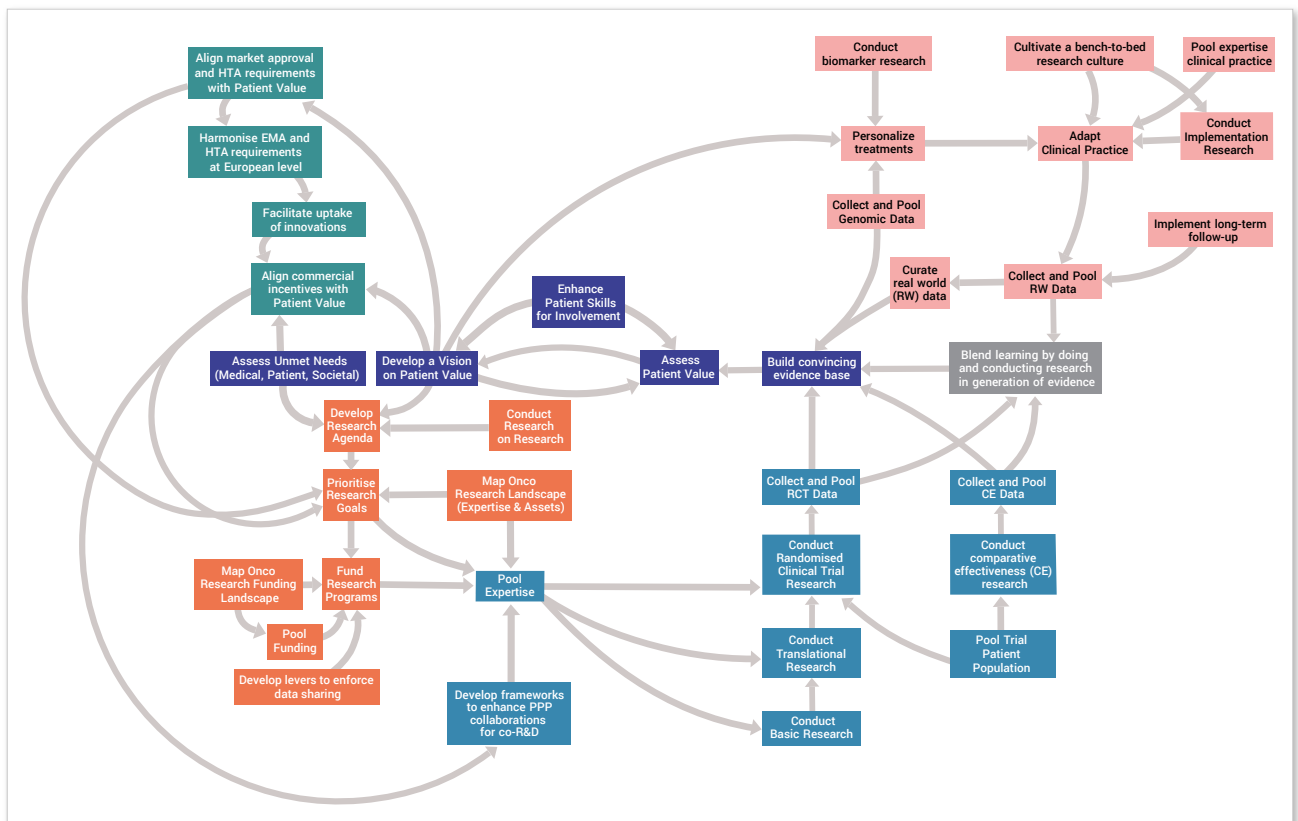 Align market approval
and HTA requirements
with Patient Value
Harmonise EMA and
HTA requirements
at European level
Facilitate uptake
of innovations
Align commercial
incentives with
Patient Value
Conduct
biomarker research
Cultivate a bench-to-bed
research culture
Pool expertise
clinical practice
Personalize
treatments
Adapt
Clinical Practice
Conduct
Implementation
Research
Collect and Pool
Genomic Data
Implement long-term
follow-up
Curate
real world
(RW) data
Collect and Pool
RW Data
Enhance
Patient Skills
for Involvement
Assess Unmet Needs
(Medical, Patient, Societal)
Develop a Vision
on Patient Value
Assess
Patient Value
Build convincing
evidence base
Blend learning by doing
and conducting research
in generation of evidence
Develop
Research
Agenda
Conduct
Research
on Research
Prioritise
Research
Goals
Map Onco
Research Landscape
(Expertise & Assets)
Collect and Pool
RCT Data
Collect and Pool
CE Data
Map Onco
Research Funding
Landscape
Fund
Research
Programs
Pool
Expertise
Conduct
Randomised
Clinical Trial
Research
Conduct
comparative
effectiveness (CE)
research
Pool
Funding
Conduct
Translational
Research
Pool Trial
Patient
Population
Develop levers to enforce
data sharing
Develop frameworks
to enhance PPP
collaborations
for co-R&D
Conduct
Basic Research